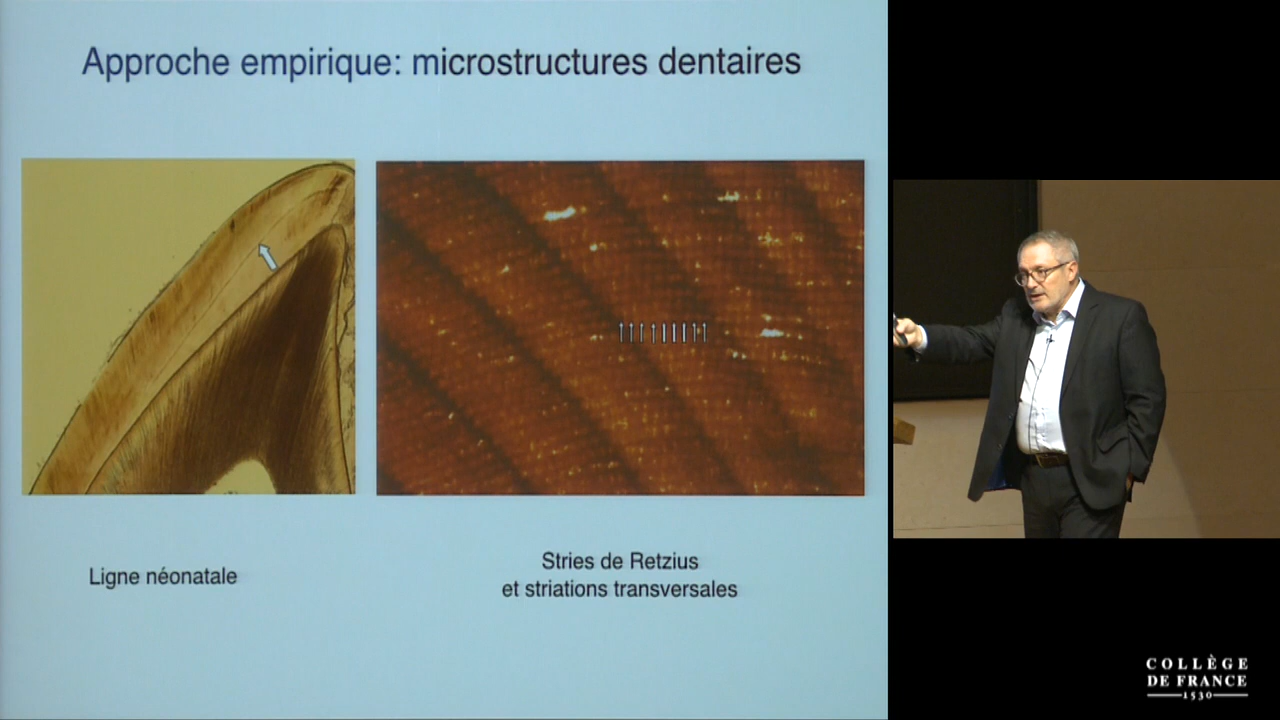 Approche empirique: microstructures dentaires
Ligne néonatale
Stries de Retzius
et striations transversales
COLLÈGE
DE FRANCE
1530